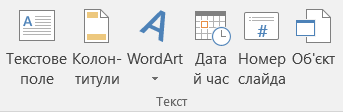 Текстове Колон- WordArt Дата Номер Об'єкт
поле титули й час слайда
Текст